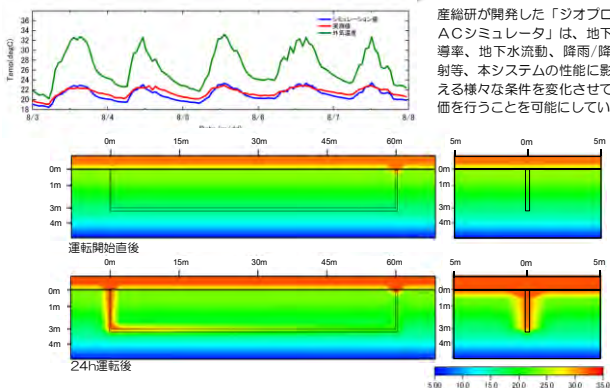 産総研が開発した「ジオプロ
ＡＣシミュレータ」は、地下
導率、地下水流動、降雨/降
射等、本システムの性能に影
える様々な条件を変化させて
価を行うことを可能にしてい
シミュレーション値
実測値
外気温度
Temp(degC)
36
34
32
30
28
26
24
22
20
18
8/3 8/4 8/5 8/6 8/7 8/8
0m 15m 30m 45m 60m 5m 0m 5m
0m 0m
1m 1m
3m 3m
4m 4m
運転開始直後
0m 15m 30m 45m 60m 5m 0m 5m
0m 0m
1m 1m
3m 3m
4m 4m
24h運転後
5.00 10.0 15.0 20.0 25.0 30.0 35.0